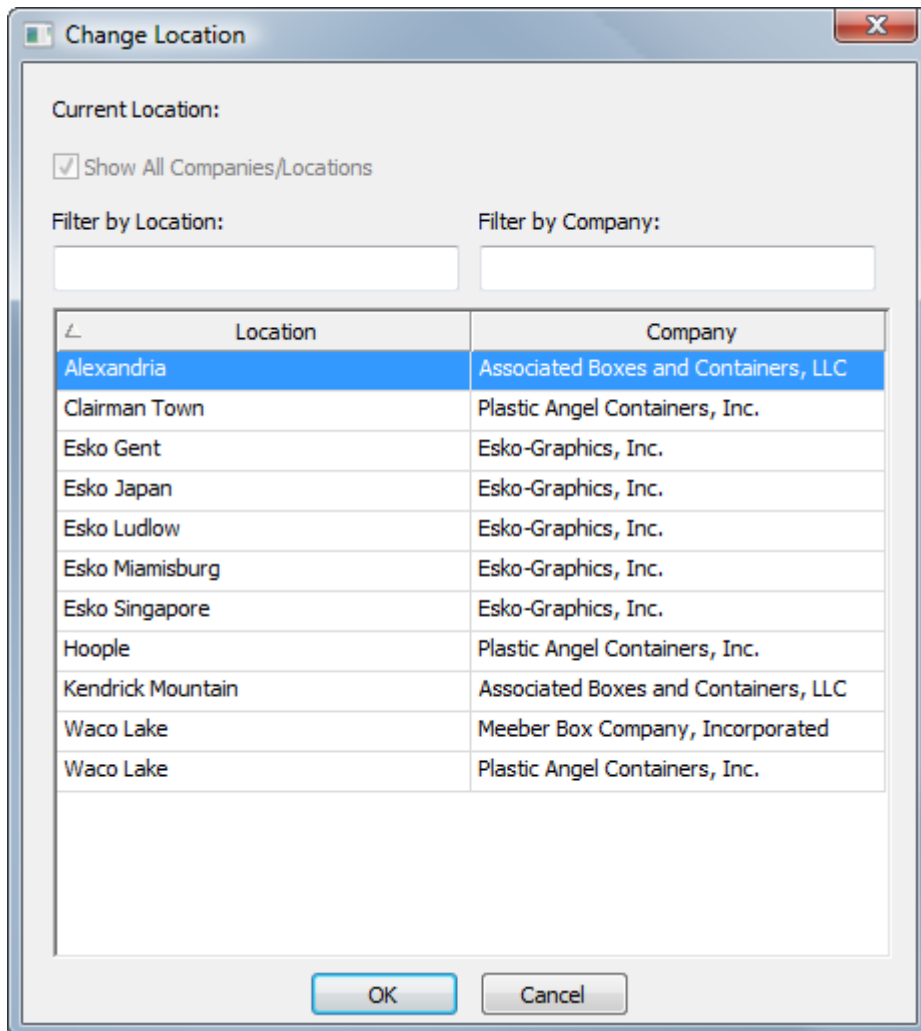 Change Location
Current Location:
Show All Companies/Locations
Filter by Location: Filter by Company:
Location Company
Alexandria Associated Boxes and Containers, LLC
Clairman Town Plastic Angel Containers, Inc.
Esko Gent Esko-Graphics, Inc.
Esko Japan Esko-Graphics, Inc.
Esko Ludlow Esko-Graphics, Inc.
Esko Miamisburg Esko-Graphics, Inc.
Esko Singapore Esko-Graphics, Inc.
Hoople Plastic Angel Containers, Inc.
Kendrick Mountain Associated Boxes and Containers, LLC
Waco Lake Meeber Box Company, Incorporated
Waco Lake Plastic Angel Containers, Inc.
OK Cancel